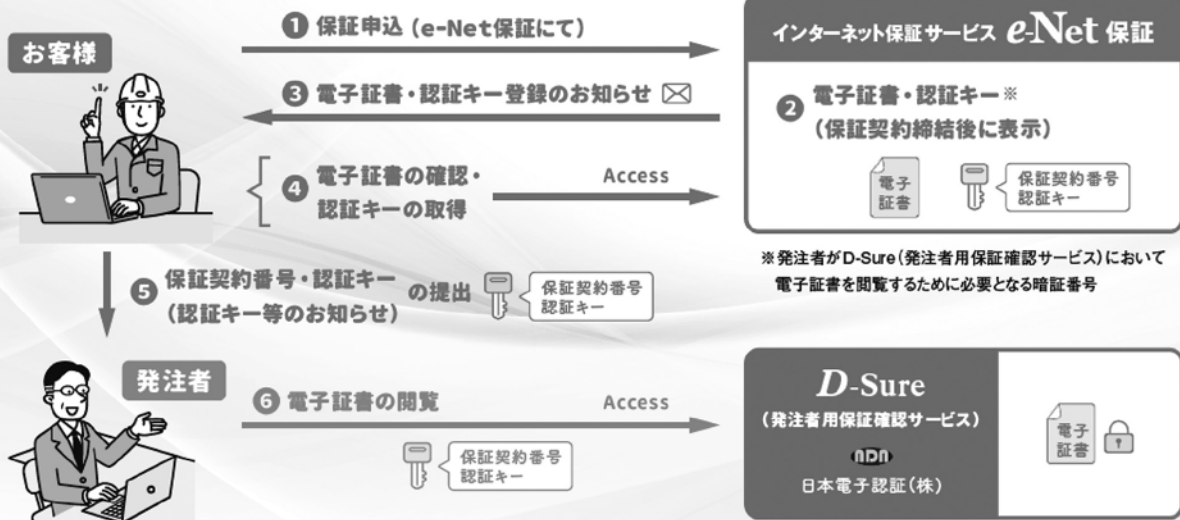 お客様
❶ 保証申込 (e-Net保証にて)
インターネット保証サービス e-Net 保証
❷ 電子証書・認証キー※
(保証契約締結後に表示)
電子
証書
保証契約番号
認証キー
❸ 電子証書・認証キー登録のお知らせ
❹ 電子証書の確認・
認証キーの取得
Access
※発注者がD-Sure(発注者用保証確認サービス)において
電子証書を閲覧するために必要となる暗証番号
❺ 保証契約番号・認証キー
(認証キー等のお知らせ)
の提出
保証契約番号
認証キー
発注者
❻ 電子証書の閲覧
Access
保証契約番号
認証キー
D-Sure
(発注者用保証確認サービス)
NDN
日本電子認証(株)
電子
証書